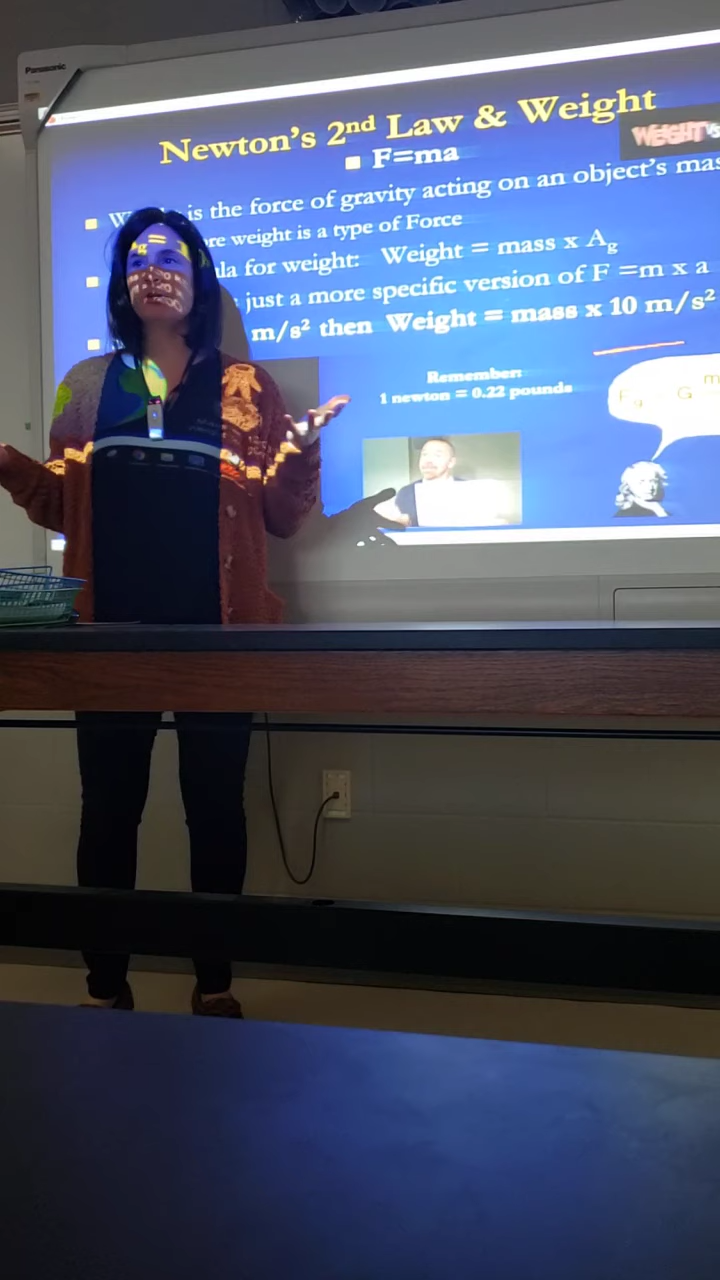 Panasonic
Newton's 2nd Law & Weight
F=ma
WEIGHT
is the force of gravity acting on an object's mas
re weight is a type of Force
la for weight: Weight = mass x Ag
just a more specific version of F =m x a
m/s² then Weight = mass x 10 m/s²
Remember:
1 newton = 0.22 pounds
F g G m